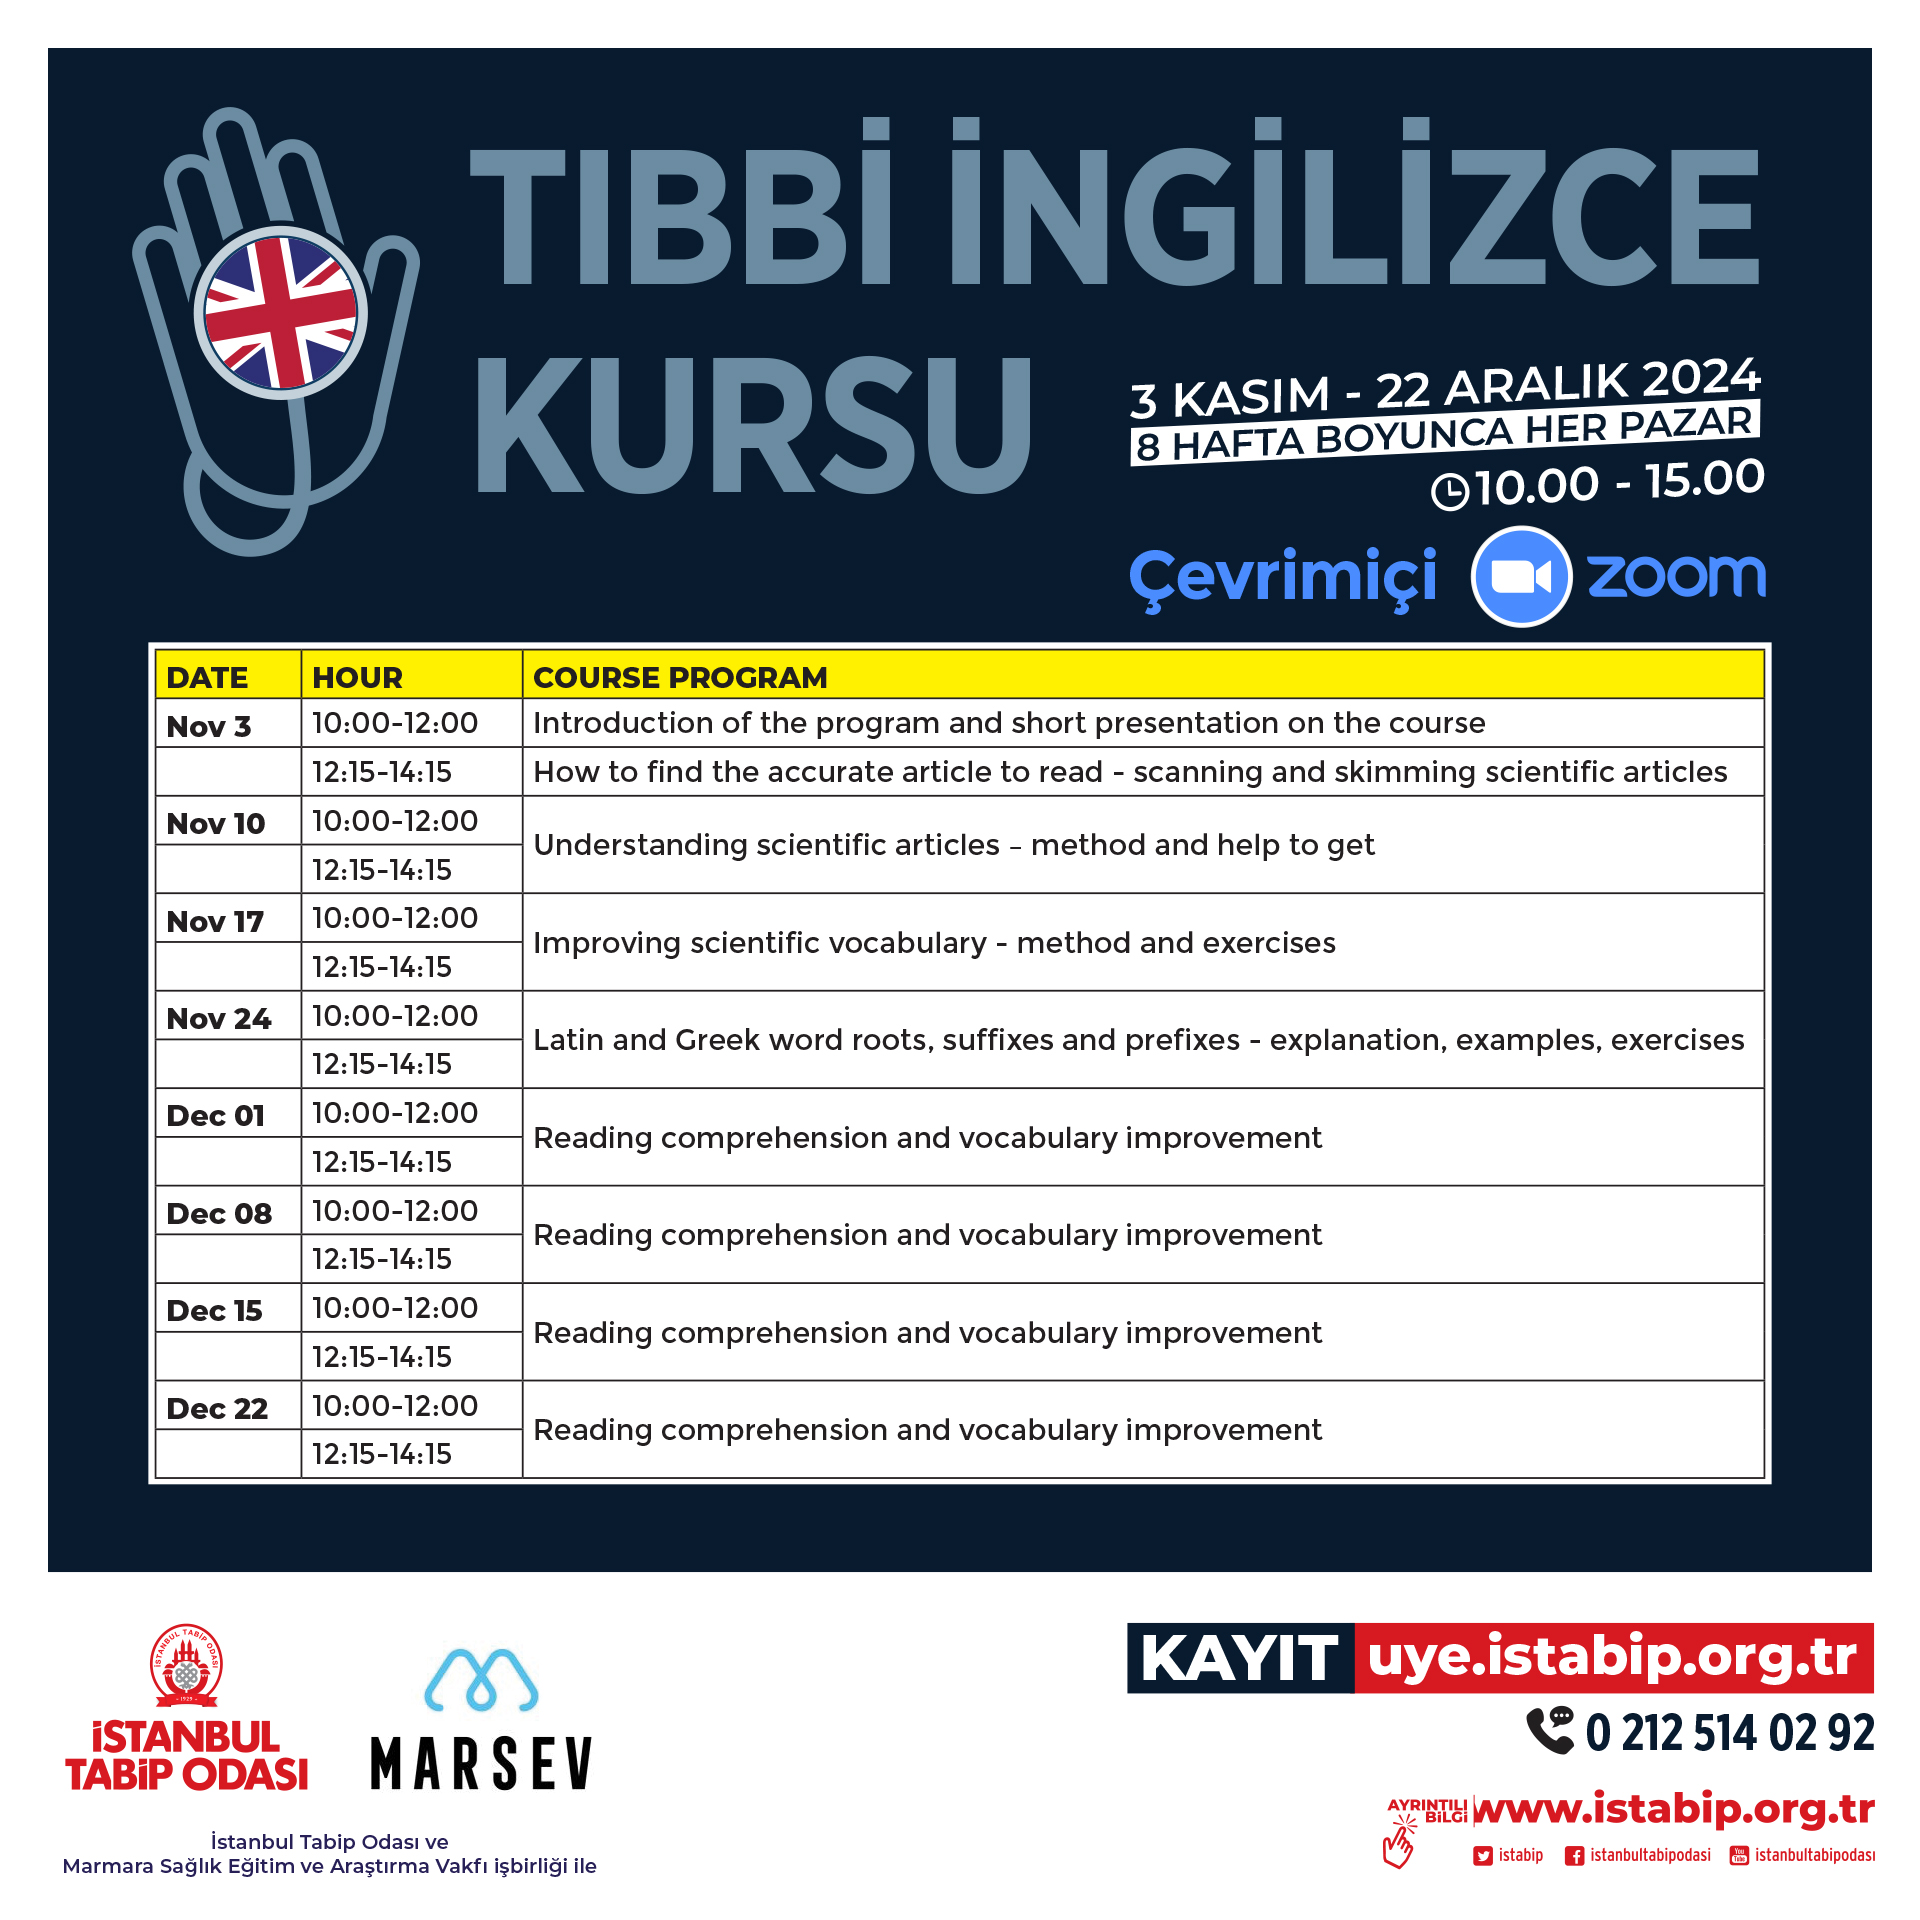 TIBBİ İNGİLİZCE
KURSU
3 KASIM - 22 ARALIK 2024
8 HAFTA BOYUNCA HER PAZAR
10.00 - 15.00
Çevrimiçi
zoom
DATE HOUR COURSE PROGRAM
Nov 3 10:00-12:00 Introduction of the program and short presentation on the course
12:15-14:15 How to find the accurate article to read - scanning and skimming scientific articles
Nov 10 10:00-12:00
Understanding scientific articles – method and help to get
12:15-14:15
Nov 17 10:00-12:00
Improving scientific vocabulary - method and exercises
12:15-14:15
Nov 24 10:00-12:00
Latin and Greek word roots, suffixes and prefixes - explanation, examples, exercises
12:15-14:15
Dec 01 10:00-12:00
Reading comprehension and vocabulary improvement
12:15-14:15
Dec 08 10:00-12:00
Reading comprehension and vocabulary improvement
12:15-14:15
Dec 15 10:00-12:00
Reading comprehension and vocabulary improvement
12:15-14:15
Dec 22 10:00-12:00
Reading comprehension and vocabulary improvement
12:15-14:15
İSTANBUL TABİP ODASI
- 1929 -
İSTANBUL
TABİP ODASI
MARSEV
İstanbul Tabip Odası ve
Marmara Sağlık Eğitim ve Araştırma Vakfı işbirliği ile
KAYIT uye.istabip.org.tr
0 212 514 02 92
AYRINTILI
BİLGİ
www.istabip.org.tr
istabip istanbultabipodasi You Tube istanbultabipodası